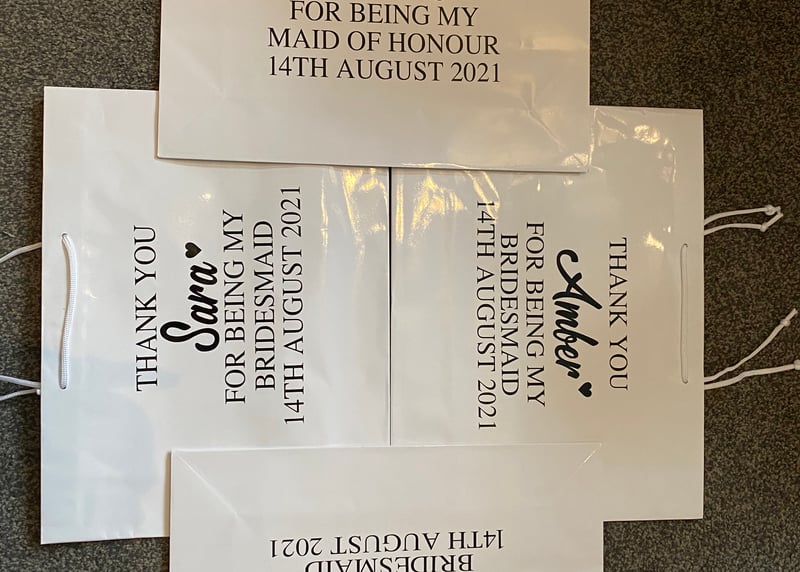 FOR BEING MY
MAID OF HONOUR
14TH AUGUST 2021
THANK YOU
Sara
FOR BEING MY
BRIDESMAID
14TH AUGUST 2021
THANK YOU
Amber
FOR BEING MY
BRIDESMAID
14TH AUGUST 2021
BRIDESMAID
14TH AUGUST 2021